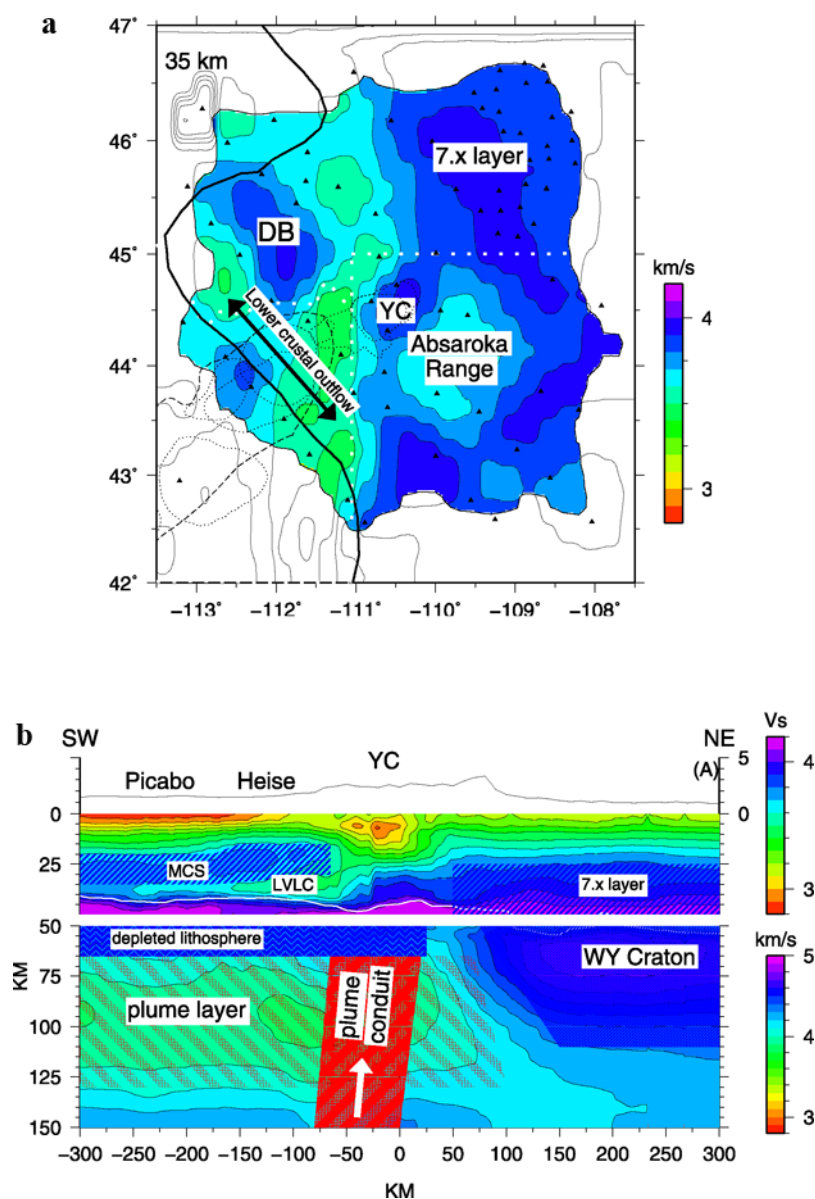 a
47°
35 km
46°
7.x layer
DB
45°
km/s
YC
4
Lower crustal outflow
Absaroka
Range
44°
3
43°
42°
−113° −112° −111° −110° −109° −108°
b
SW YC NE Vs
Picabo Heise (A) 5
0 0
4
25
MCS
LVLC 7.x layer
3
50 km/s
depleted lithosphere
5
WY Craton
75
KM
plume layer
plume
conduit
4
100
125
3
150
−300 −250 −200 −150 −100 −50 0 50 100 150 200 250 300
KM